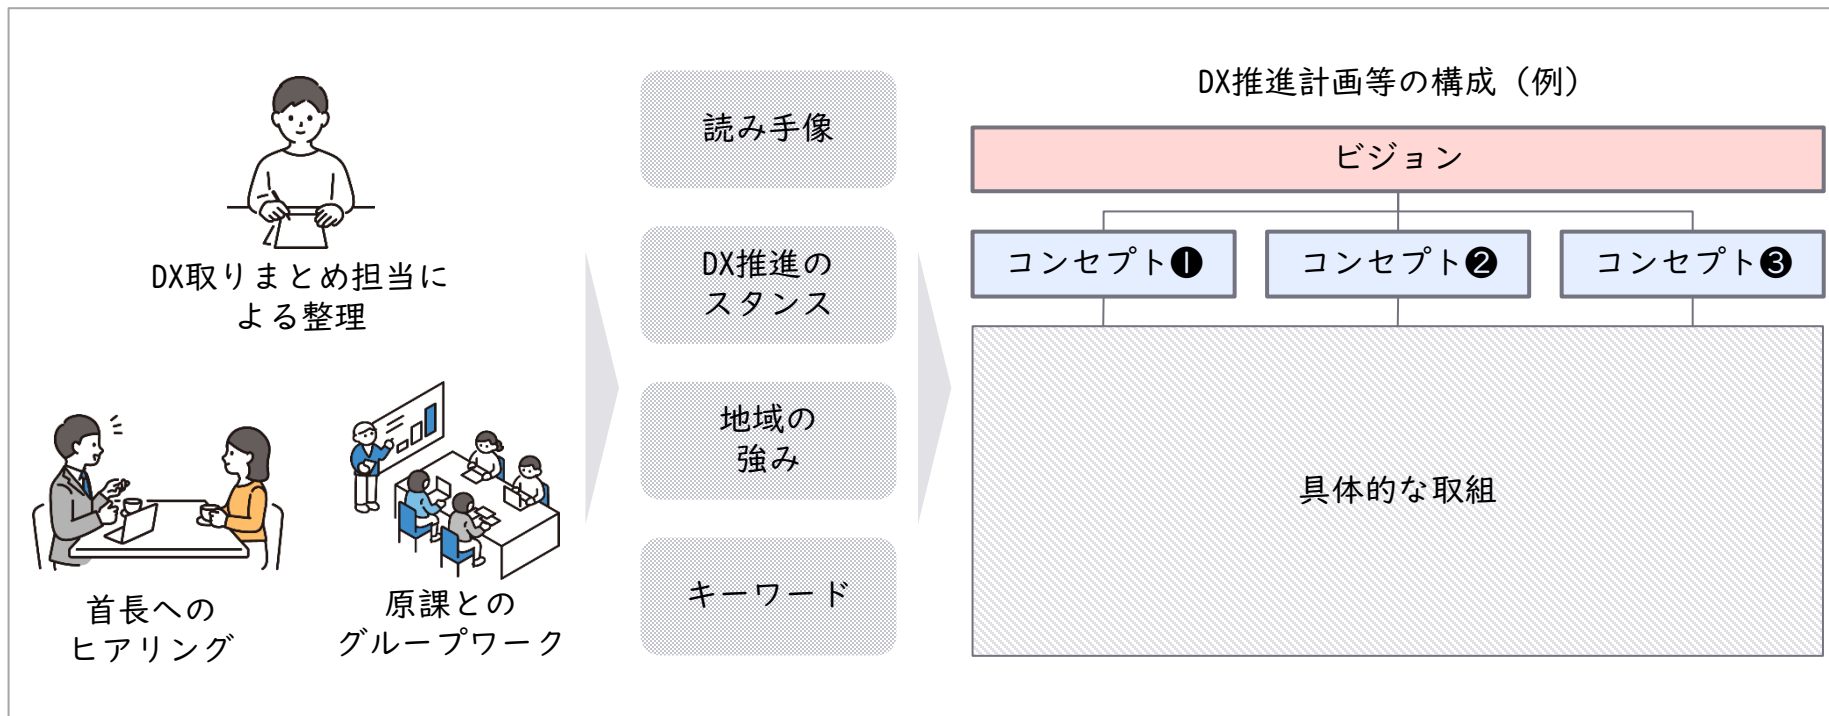 DX取りまとめ担当に
よる整理
首長への
ヒアリング
原課との
グループワーク
読み手像
DX推進の
スタンス
地域の
強み
キーワード
DX推進計画等の構成（例）
ビジョン
コンセプト❶
コンセプト❷
コンセプト❸
具体的な取組